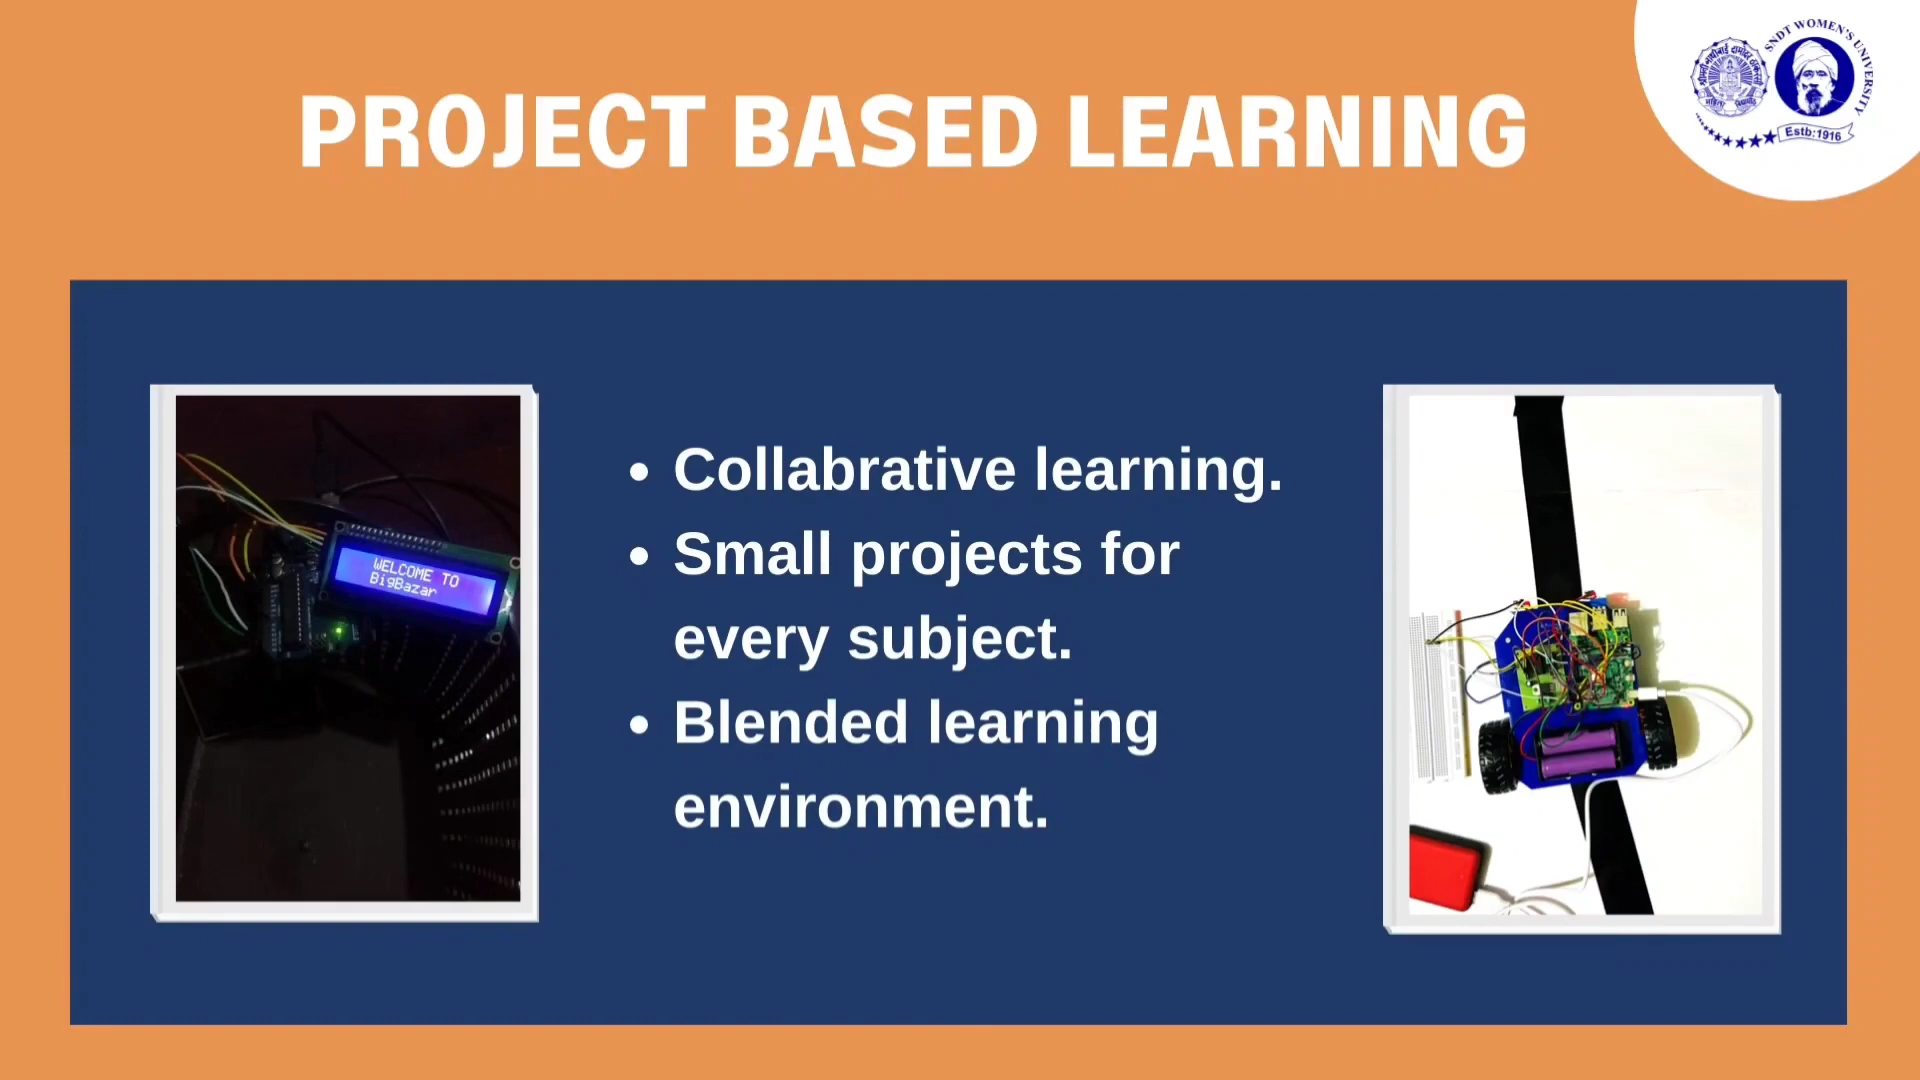 PROJECT BASED LEARNING
SNDT WOMEN'S UNIVERSITY
Estb:1916
WELCOME TO
BigBazar
• Collabrative learning.
• Small projects for
every subject.
• Blended learning
environment.